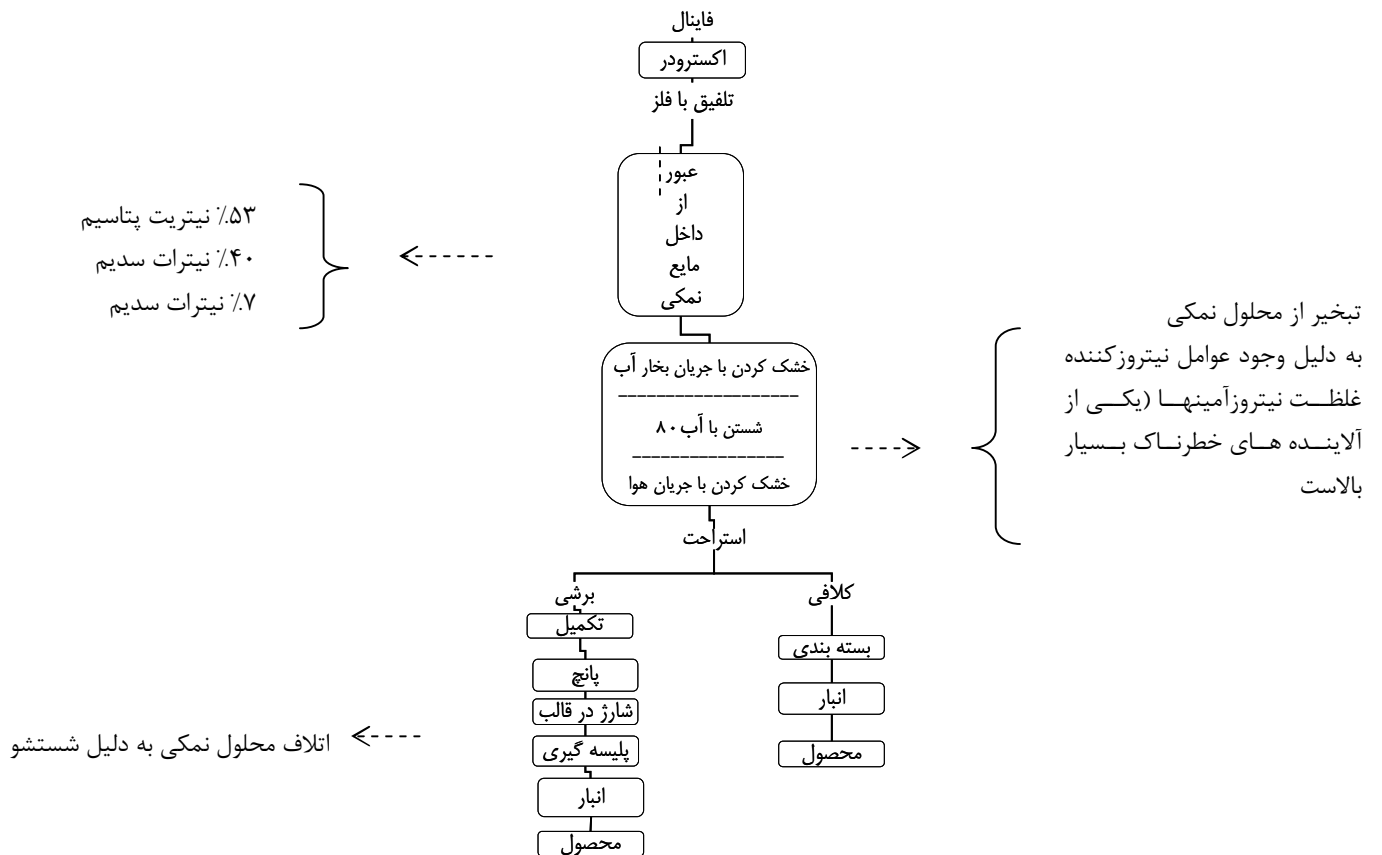 فاینال
اکسترودر
تلفیق با فلز
عبور
از
داخل
مایع
نمکی
۵۳٪ نیتریت پتاسیم
۴۰٪ نیترات سدیم
۷٪ نیترات سدیم
خشک کردن با جریان بخار آب
شستن با آب ۸۰
خشک کردن با جریان هوا
تبخیر از محلول نمکی
به دلیل وجود عوامل نیتروزکننده
غلظت نیتروزآمینها (یکی از
آلاینده های خطرناک بسیار
بالاست
استراحت
کلافی
بسته بندی
انبار
محصول
برشی
تکمیل
پانچ
شارژ در قالب
پلیسه گیری
انبار
محصول
اتلاف محلول نمکی به دلیل شستشو